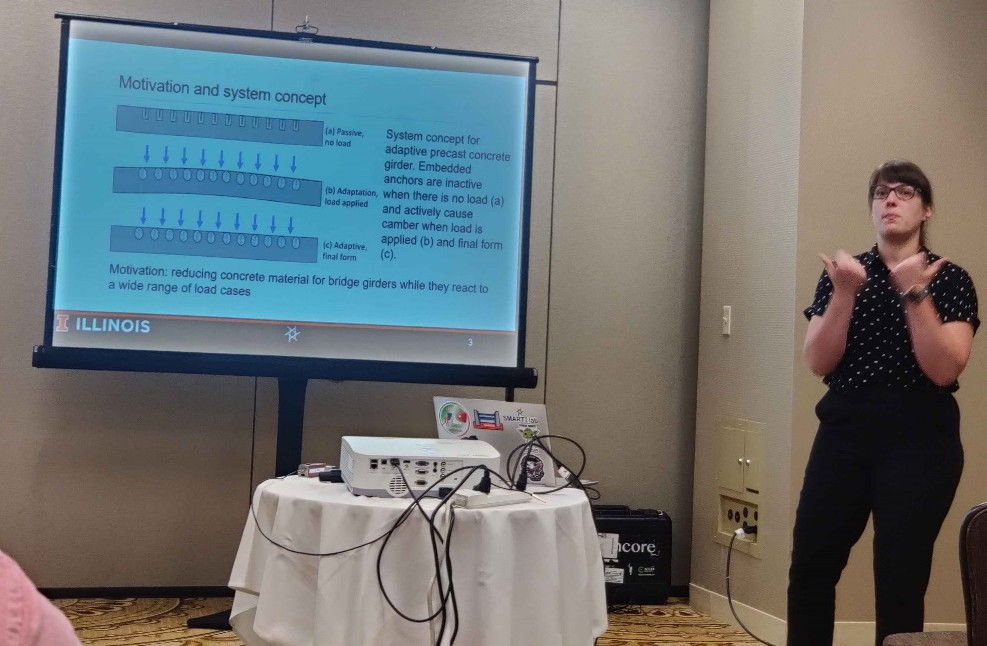 Motivation and system concept
(a) Passive,
no load
(b) Adaptation,
load applied
(c) Adaptive,
final form
System concept for
adaptive precast concrete
girder. Embedded
anchors are inactive
when there is no load (a)
and actively cause
camber when load is
applied (b) and final form
(c).
Motivation: reducing concrete material for bridge girders while they react to
a wide range of load cases
I ILLINOIS
3
SMART
ncore